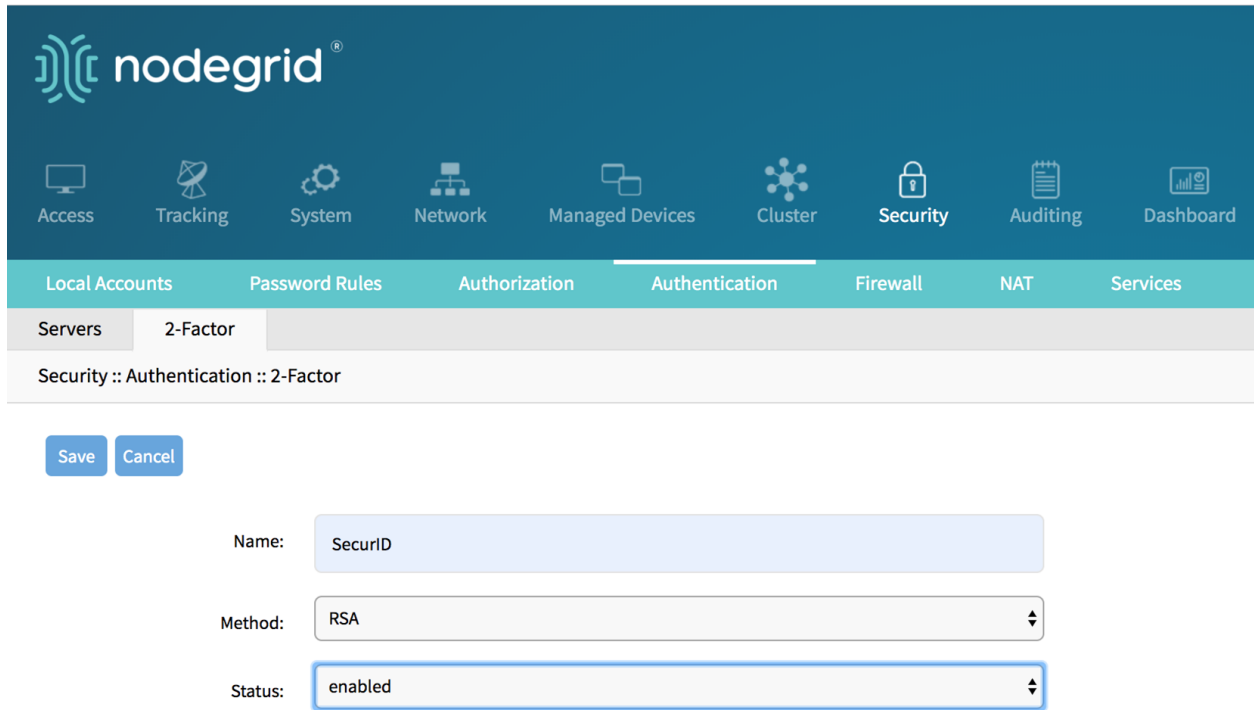 nodegrid ®
Access Tracking System Network Managed Devices Cluster Security Auditing Dashboard
Local Accounts Password Rules Authorization Authentication Firewall NAT Services
Servers 2-Factor
Security :: Authentication :: 2-Factor
Save Cancel
Name: SecurID
Method: RSA
Status: enabled